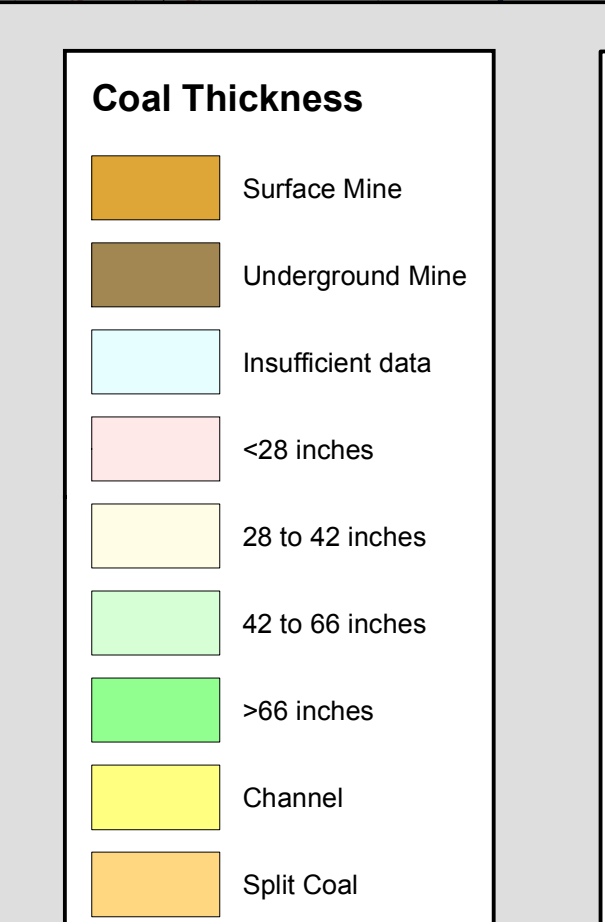 Coal Thickness
Surface Mine
Underground Mine
Insufficient data
<28 inches
28 to 42 inches
42 to 66 inches
>66 inches
Channel
Split Coal